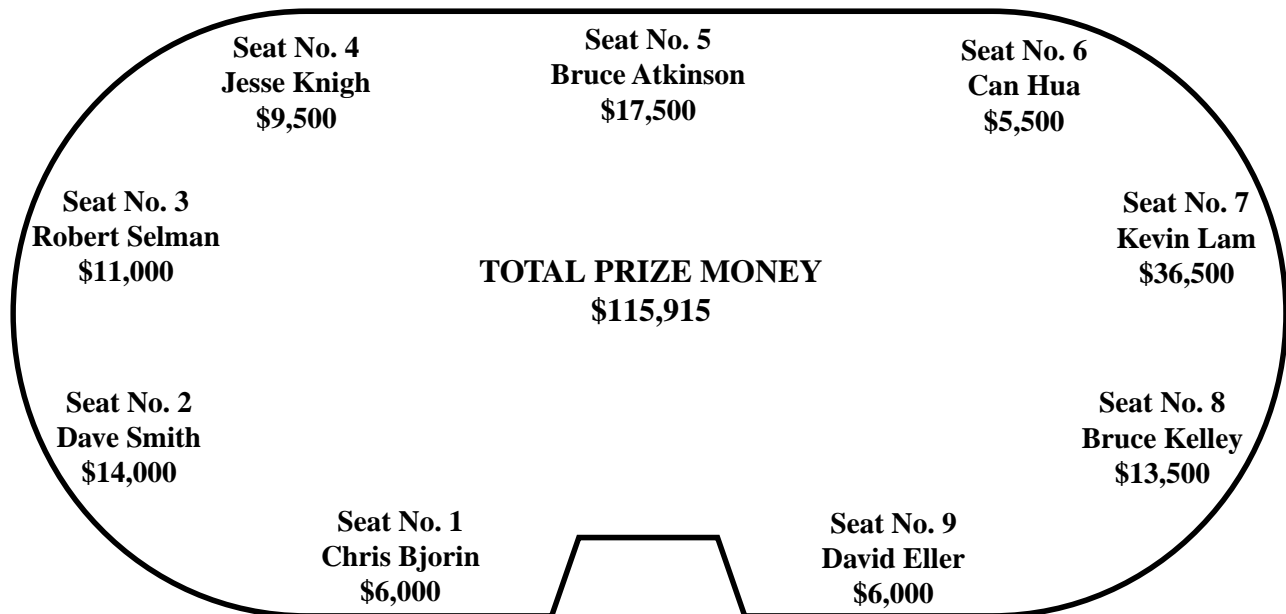 Seat No. 4
Jesse Knigh
$9,500
Seat No. 5
Bruce Atkinson
$17,500
Seat No. 6
Can Hua
$5,500
Seat No. 3
Robert Selman
$11,000
TOTAL PRIZE MONEY
$115,915
Seat No. 7
Kevin Lam
$36,500
Seat No. 2
Dave Smith
$14,000
Seat No. 8
Bruce Kelley
$13,500
Seat No. 1
Chris Bjorin
$6,000
Seat No. 9
David Eller
$6,000